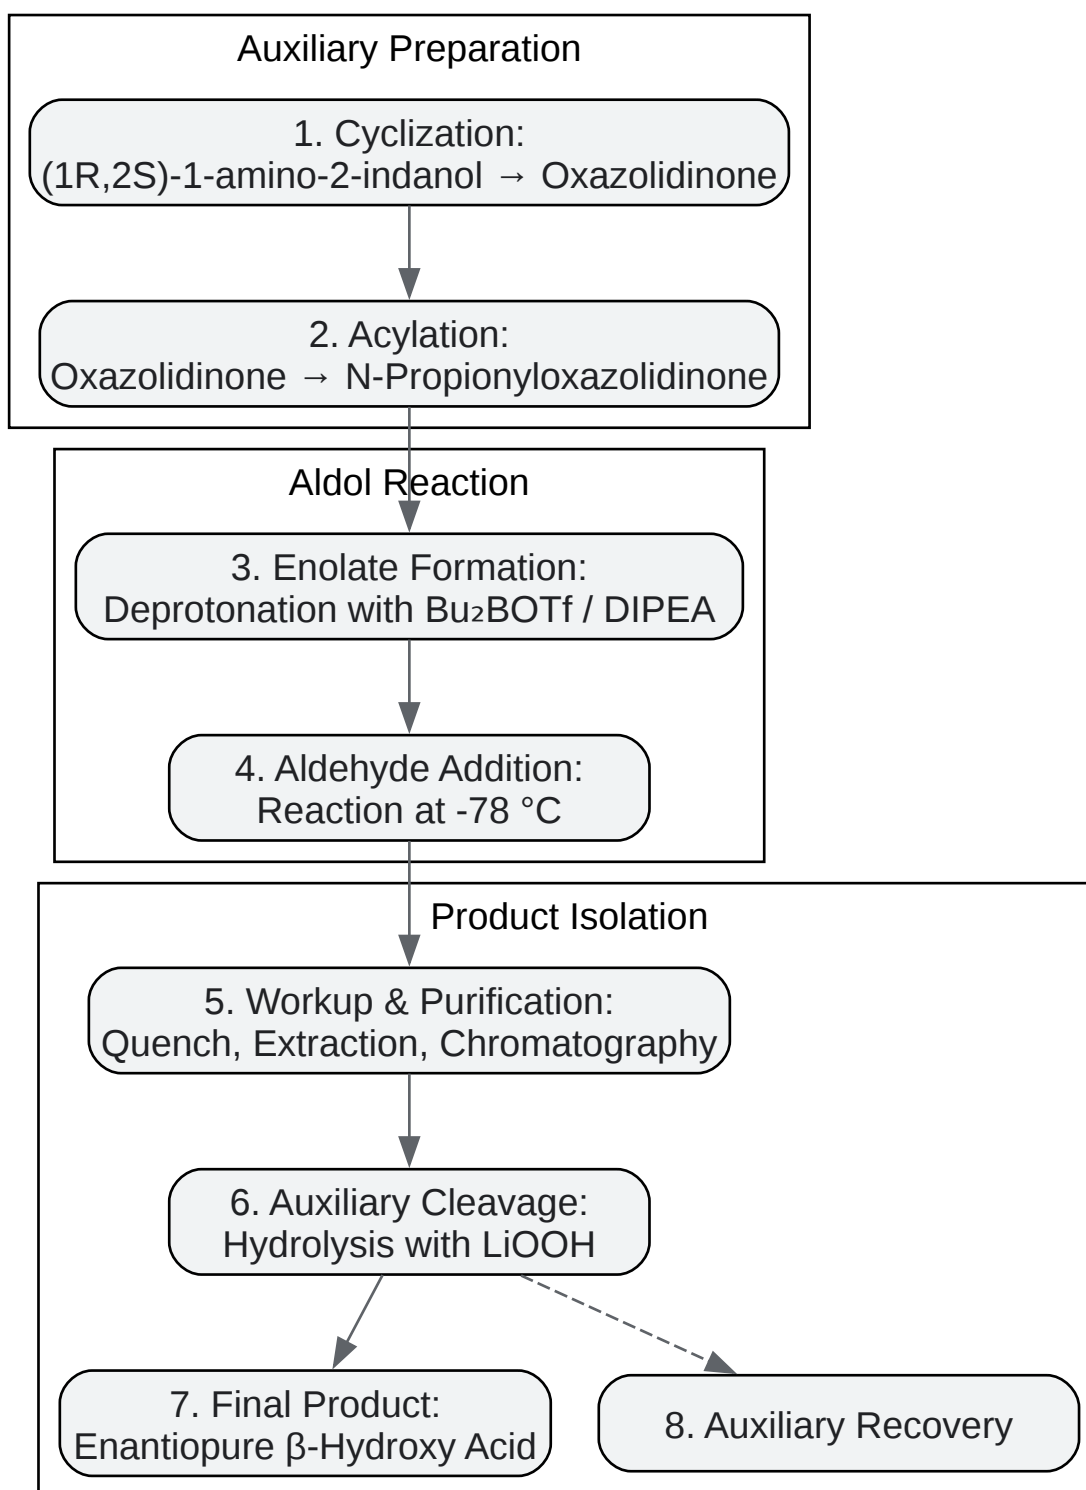 Auxiliary Preparation
1. Cyclization:
(1R,2S)-1-amino-2-indanol → Oxazolidinone
2. Acylation:
Oxazolidinone → N-Propionyloxazolidinone
Aldol Reaction
3. Enolate Formation:
Deprotonation with Bu₂BOTf / DIPEA
4. Aldehyde Addition:
Reaction at -78 °C
Product Isolation
5. Workup & Purification:
Quench, Extraction, Chromatography
6. Auxiliary Cleavage:
Hydrolysis with LiOOH
7. Final Product:
Enantiopure β-Hydroxy Acid
8. Auxiliary Recovery